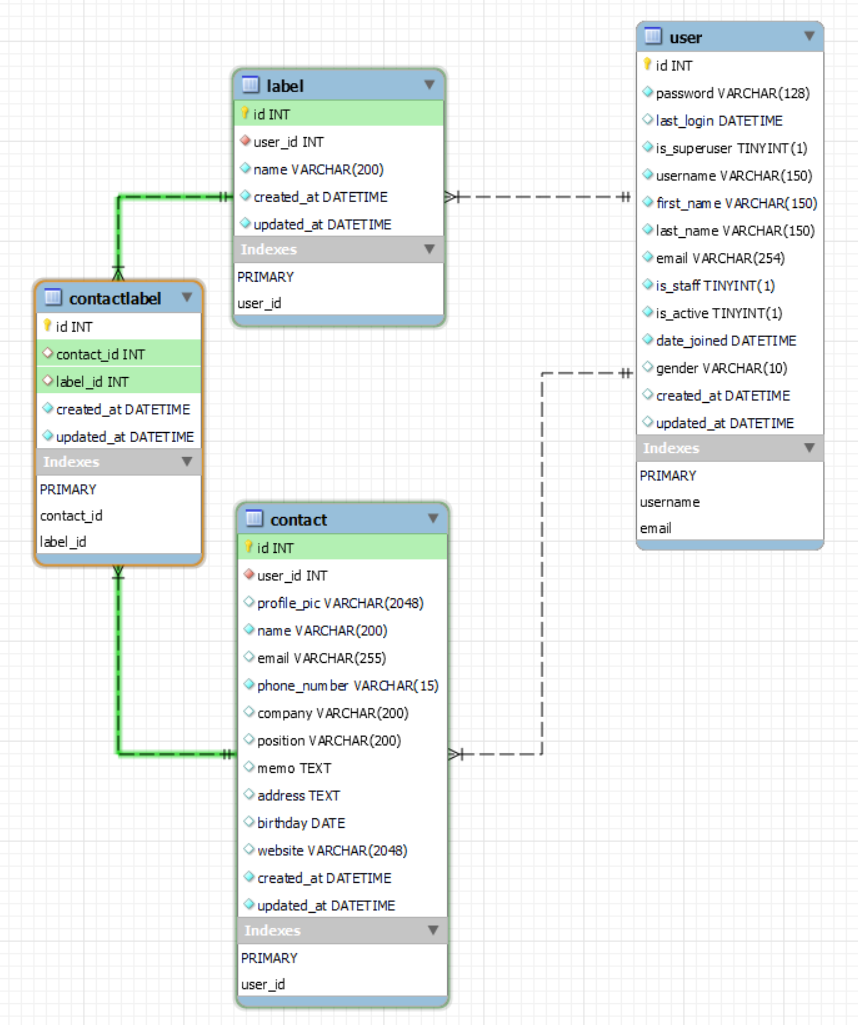 label
id INT
user_id INT
name VARCHAR(200)
created_at DATETIME
updated_at DATETIME
Indexes
PRIMARY
user_id
user
id INT
password VARCHAR(128)
last_login DATETIME
is_superuser TINYINT(1)
username VARCHAR(150)
first_name VARCHAR(150)
last_name VARCHAR(150)
email VARCHAR(254)
is_staff TINYINT(1)
is_active TINYINT(1)
date_joined DATETIME
gender VARCHAR(10)
created_at DATETIME
updated_at DATETIME
Indexes
PRIMARY
username
email
contactlabel
id INT
contact_id INT
label_id INT
created_at DATETIME
updated_at DATETIME
Indexes
PRIMARY
contact_id
label_id
contact
id INT
user_id INT
profile_pic VARCHAR(2048)
name VARCHAR(200)
email VARCHAR(255)
phone_number VARCHAR(15)
company VARCHAR(200)
position VARCHAR(200)
memo TEXT
address TEXT
birthday DATE
website VARCHAR(2048)
created_at DATETIME
updated_at DATETIME
Indexes
PRIMARY
user_id